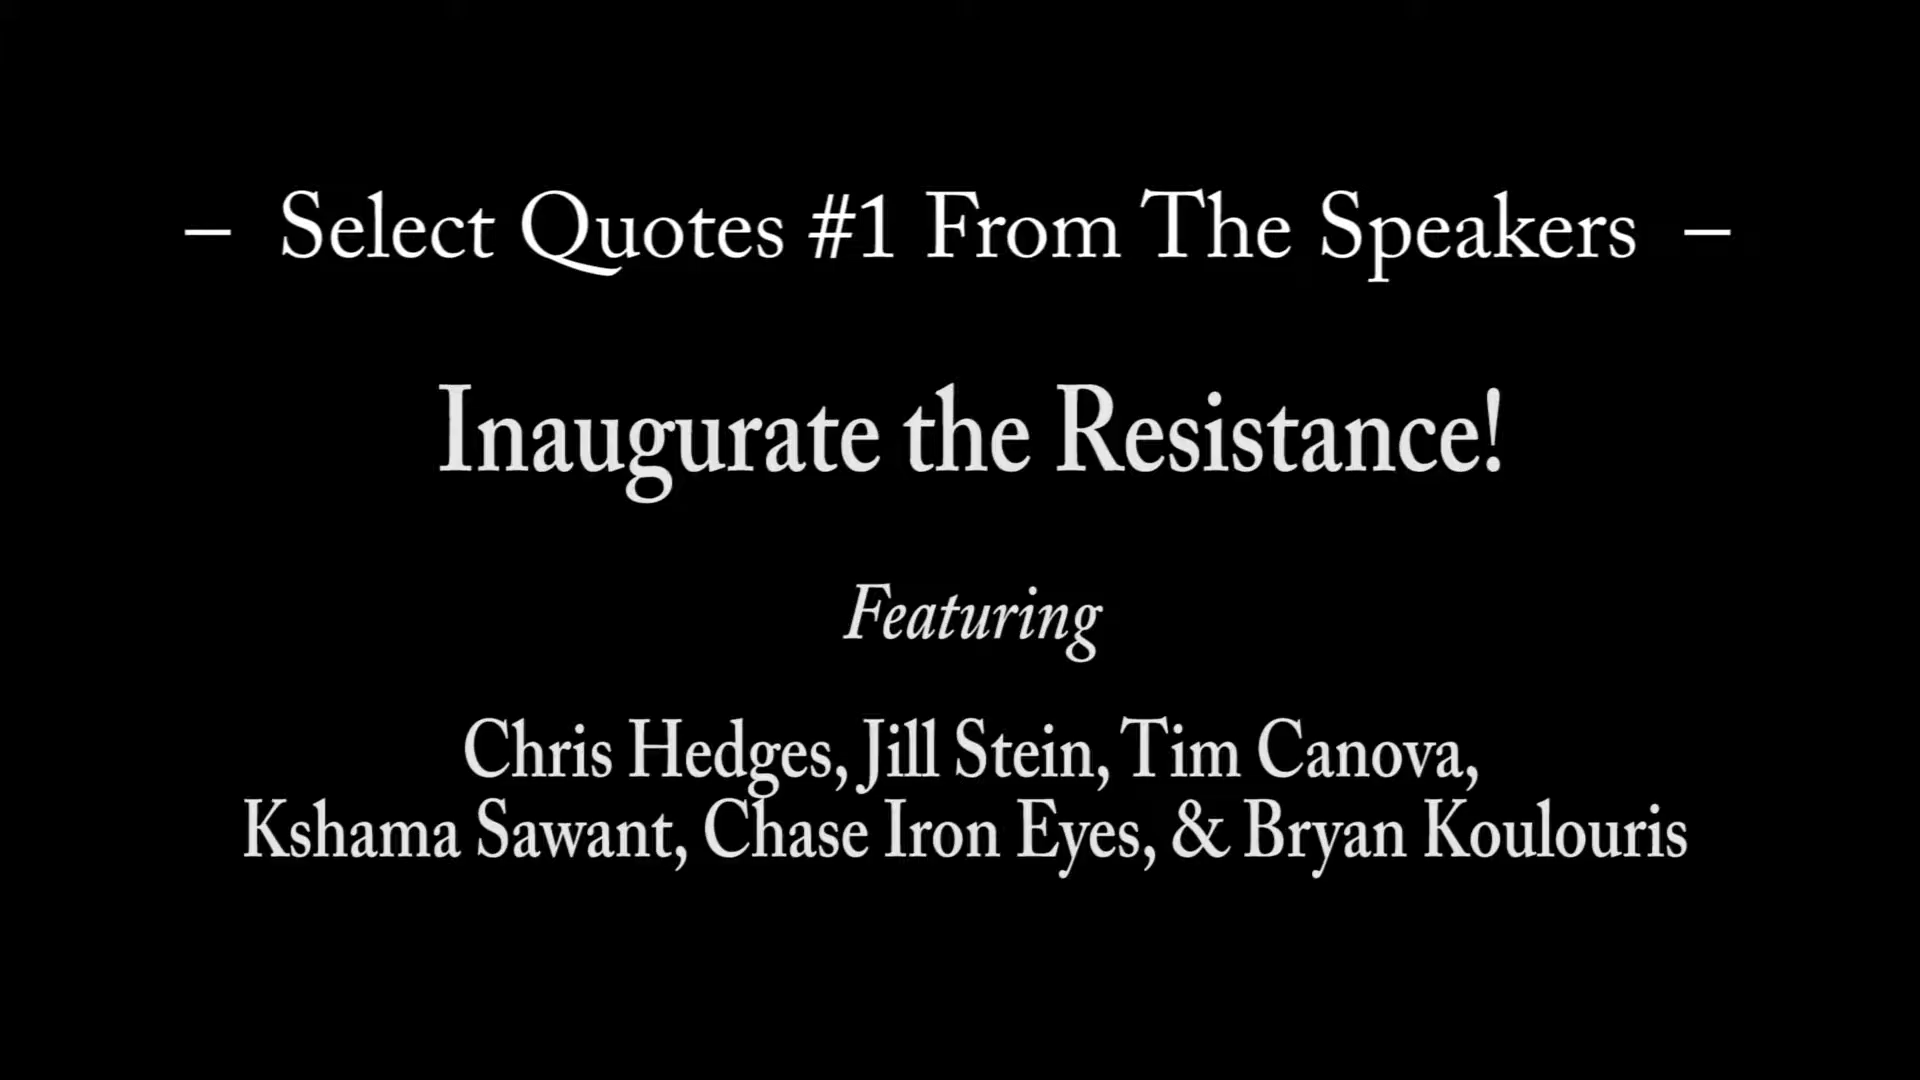 – Select Quotes #1 From The Speakers –
Inaugurate the Resistance!
Featuring
Chris Hedges, Jill Stein, Tim Canova,
Kshama Sawant, Chase Iron Eyes, & Bryan Koulouris